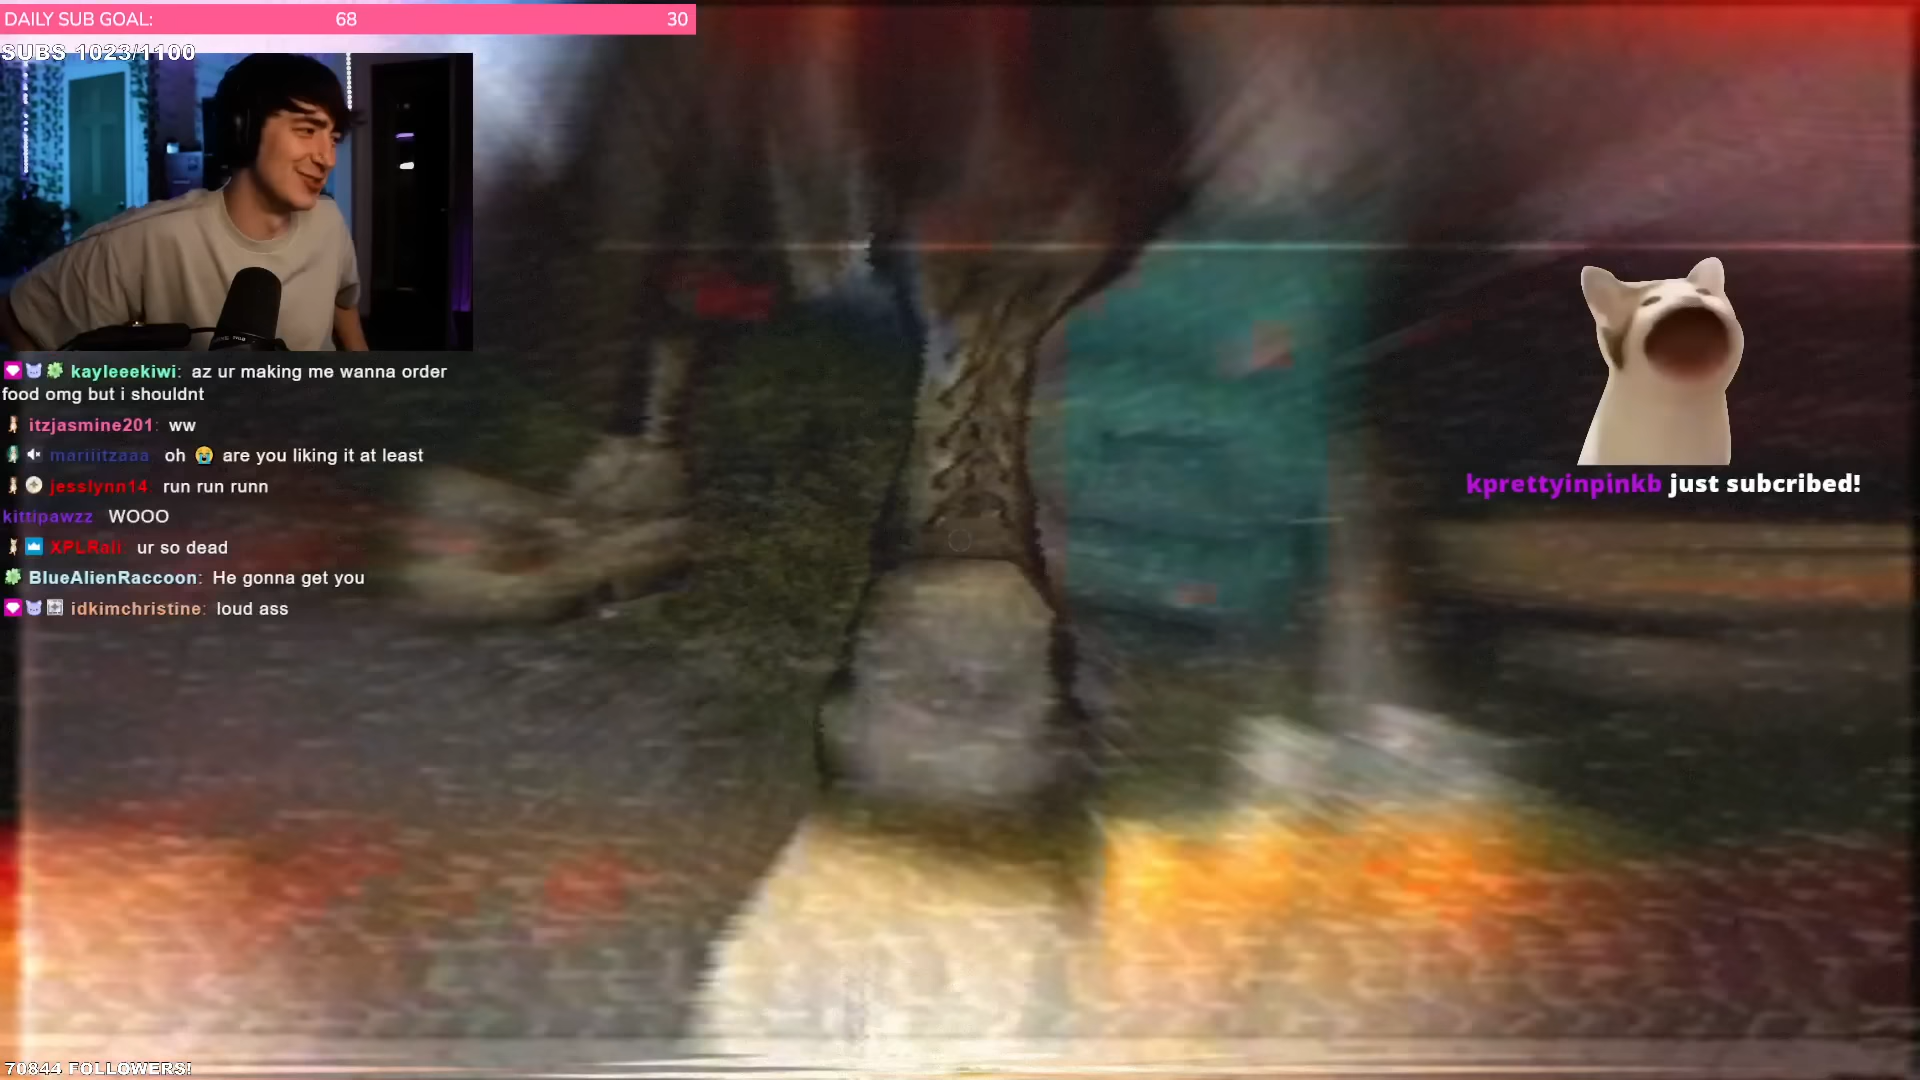 DAILY SUB GOAL: 68 30
SUBS 1023/1100
kayleeekiwi: az ur making me wanna order
food omg but i shouldnt
itzjasmine201: ww
mariiitzaaa: oh 😭 are you liking it at least
jesslynn14: run run runn
kittipawzz: WOOO
XPLRali: ur so dead
BlueAlienRaccoon: He gonna get you
idkimchristine: loud ass
kprettyinpinkb just subcribed!
70844 FOLLOWERS!